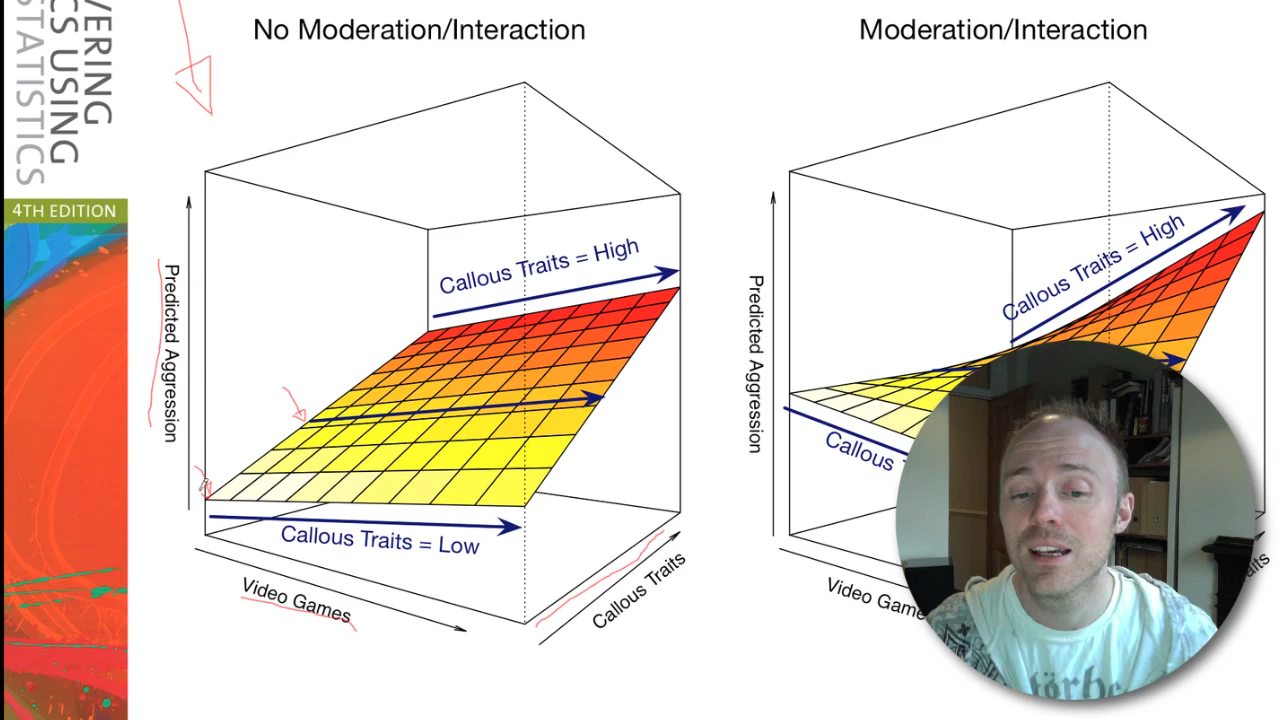 VERING
CS USING
STATISTICS
4TH EDITION
No Moderation/Interaction
Predicted Aggression
Callous Traits = High
Callous Traits = Low
Video Games
Callous Traits
Moderation/Interaction
Predicted Aggression
Callous Traits = High
Callous
Video Game
aits